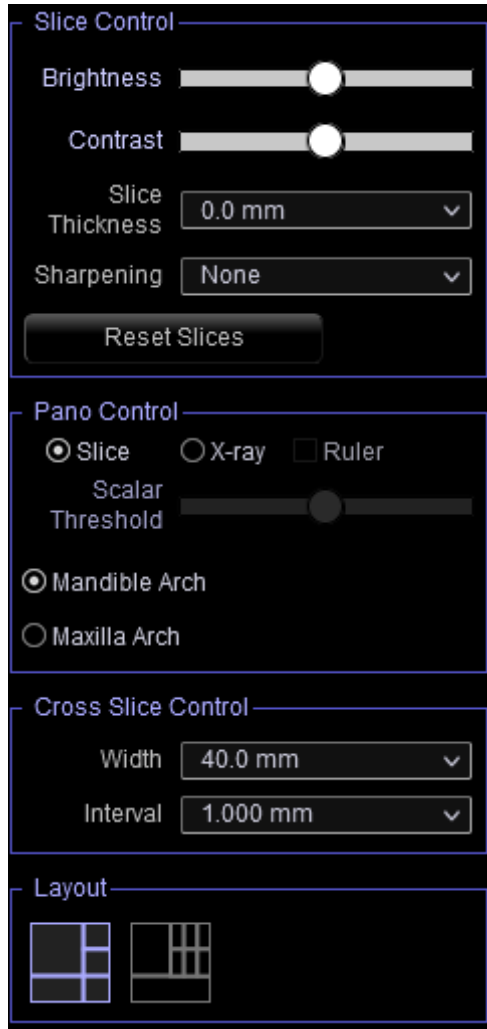 Slice Control
Brightness
Contrast
Slice
Thickness
0.0 mm
Sharpening
None
Reset Slices
Pano Control
Slice
X-ray
Ruler
Scalar
Threshold
Mandible Arch
Maxilla Arch
Cross Slice Control
Width
40.0 mm
Interval
1.000 mm
Layout